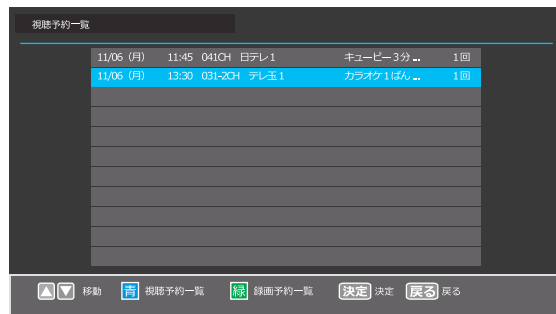 視聴予約一覧
11/06 (月) 11:45 041CH 日テレ1 キューピー3分... 1回
11/06 (月) 13:30 031-2CH テレ玉1 カラオケ1ばん... 1回
▲▼ 移動 青 視聴予約一覧 緑 録画予約一覧 決定 決定 戻る 戻る